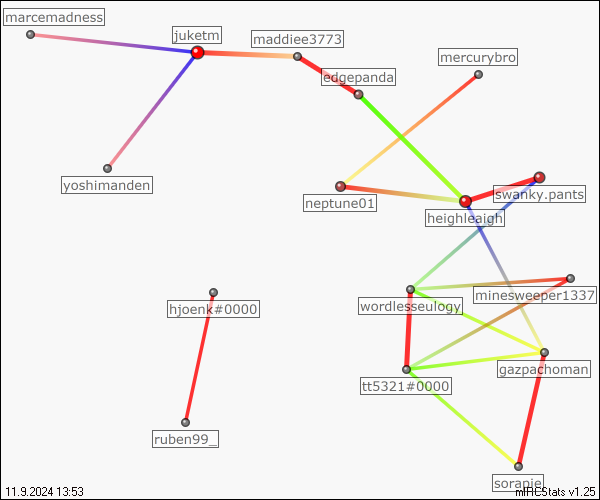 marcemadness
juketm
maddiee3773
mercurybro
edgepanda
yoshimanden
neptune01
swanky.pants
heighleaigh
hjoenk#0000
wordlesseulogy
minesweeper1337
gazpachoman
tt5321#0000
ruben99_
sorapie
11.9.2024 13:53
mIRCStats v1.25